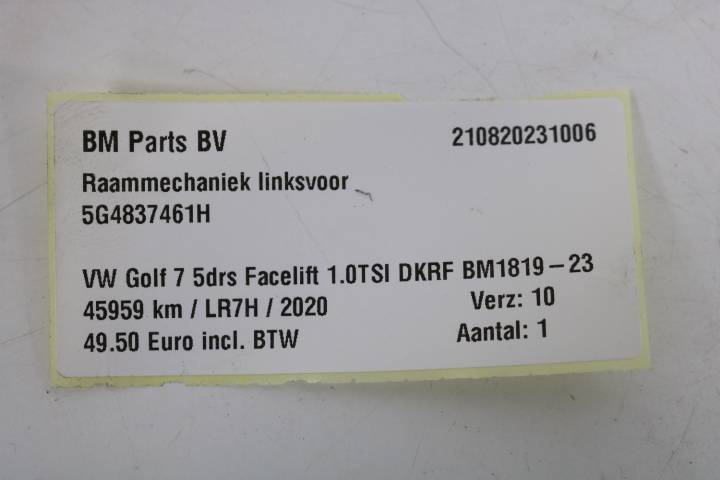 BM Parts BV 210820231006
Raammechaniek linksvoor
5G4837461H
VW Golf 7 5drs Facelift 1.0TSI DKRF BM1819-23
45959 km / LR7H / 2020 Verz: 10
49.50 Euro incl. BTW Aantal: 1